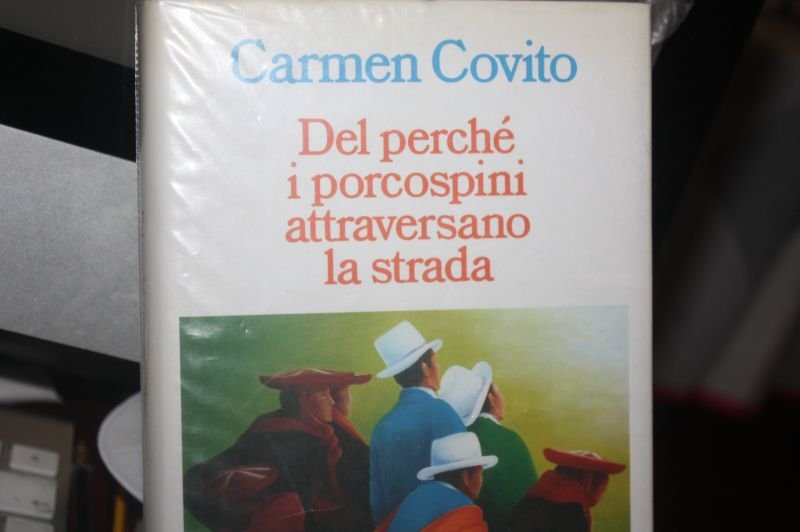 Carmen Covito
Del perché
i porcospini
attraversano
la strada